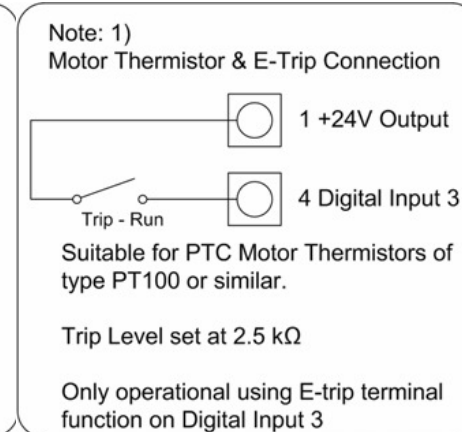 Note: 1)
Motor Thermistor & E-Trip Connection
1 +24V Output
4 Digital Input 3
Trip - Run
Suitable for PTC Motor Thermistors of
type PT100 or similar.
Trip Level set at 2.5 kΩ
Only operational using E-trip terminal
function on Digital Input 3